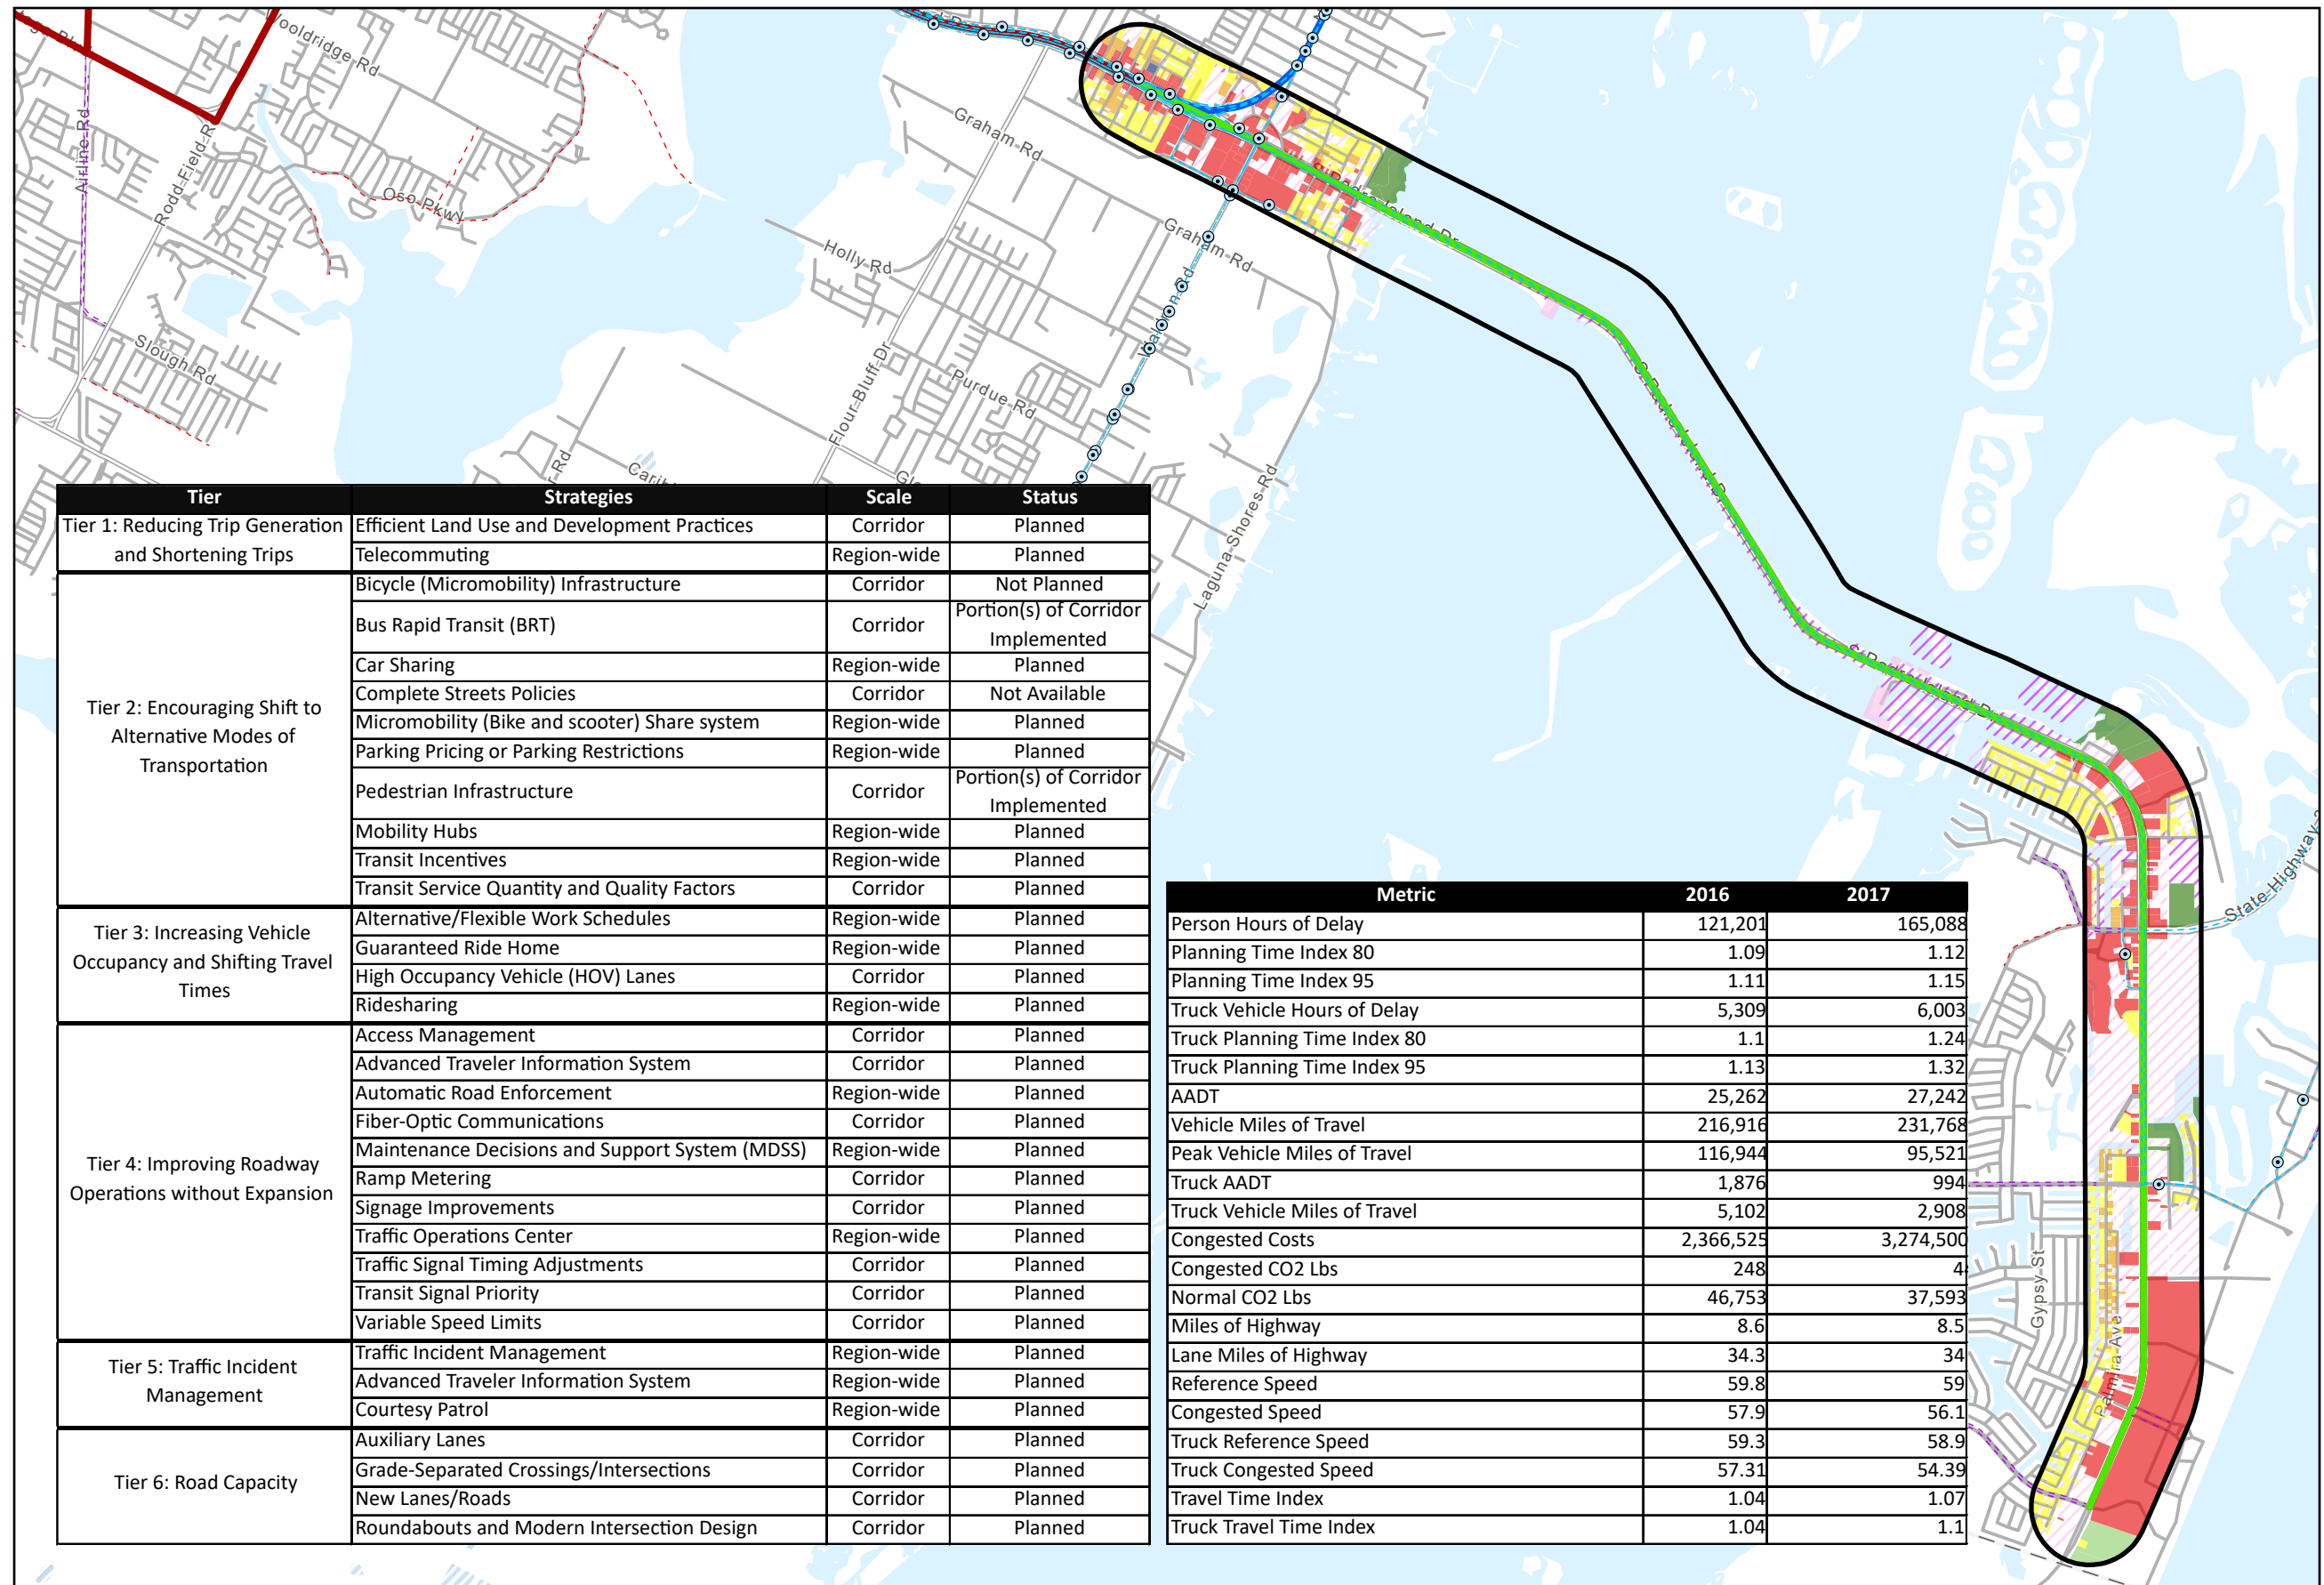 Wooldridge Rd
Airline Rd
Rodd-Field-R
Oso Pkwy
Slough Rd
Graham-Rd
Graham-Rd
Holly Rd
Flour-Bluff-Dr
Purdue-Rd
Waldron Rd
r-Rd
Carib
Gle
Laguna-Shores-Rd
S-Padre-Island-Dr
S-Padre-Island-Dr
S-Padre-Island-Dr
State-Highway
Gypsy-St
Palmira-Ave
Tier Strategies Scale Status
Tier 1: Reducing Trip Generation and Shortening Trips
Efficient Land Use and Development Practices Corridor Planned
Telecommuting Region-wide Planned
Tier 2: Encouraging Shift to Alternative Modes of Transportation
Bicycle (Micromobility) Infrastructure Corridor Not Planned
Bus Rapid Transit (BRT) Corridor Portion(s) of Corridor Implemented
Car Sharing Region-wide Planned
Complete Streets Policies Corridor Not Available
Micromobility (Bike and scooter) Share system Region-wide Planned
Parking Pricing or Parking Restrictions Region-wide Planned
Pedestrian Infrastructure Corridor Portion(s) of Corridor Implemented
Mobility Hubs Region-wide Planned
Transit Incentives Region-wide Planned
Transit Service Quantity and Quality Factors Corridor Planned
Tier 3: Increasing Vehicle Occupancy and Shifting Travel Times
Alternative/Flexible Work Schedules Region-wide Planned
Guaranteed Ride Home Region-wide Planned
High Occupancy Vehicle (HOV) Lanes Corridor Planned
Ridesharing Region-wide Planned
Tier 4: Improving Roadway Operations without Expansion
Access Management Corridor Planned
Advanced Traveler Information System Corridor Planned
Automatic Road Enforcement Region-wide Planned
Fiber-Optic Communications Corridor Planned
Maintenance Decisions and Support System (MDSS) Region-wide Planned
Ramp Metering Corridor Planned
Signage Improvements Corridor Planned
Traffic Operations Center Region-wide Planned
Traffic Signal Timing Adjustments Corridor Planned
Transit Signal Priority Corridor Planned
Variable Speed Limits Corridor Planned
Tier 5: Traffic Incident Management
Traffic Incident Management Region-wide Planned
Advanced Traveler Information System Region-wide Planned
Courtesy Patrol Region-wide Planned
Tier 6: Road Capacity
Auxiliary Lanes Corridor Planned
Grade-Separated Crossings/Intersections Corridor Planned
New Lanes/Roads Corridor Planned
Roundabouts and Modern Intersection Design Corridor Planned
Metric 2016 2017
Person Hours of Delay 121,201 165,088
Planning Time Index 80 1.09 1.12
Planning Time Index 95 1.11 1.15
Truck Vehicle Hours of Delay 5,309 6,003
Truck Planning Time Index 80 1.1 1.24
Truck Planning Time Index 95 1.13 1.32
AADT 25,262 27,242
Vehicle Miles of Travel 216,916 231,768
Peak Vehicle Miles of Travel 116,944 95,521
Truck AADT 1,876 994
Truck Vehicle Miles of Travel 5,102 2,908
Congested Costs 2,366,525 3,274,500
Congested CO2 Lbs 248 4
Normal CO2 Lbs 46,753 37,593
Miles of Highway 8.6 8.5
Lane Miles of Highway 34.3 34
Reference Speed 59.8 59
Congested Speed 57.9 56.1
Truck Reference Speed 59.3 58.9
Truck Congested Speed 57.31 54.39
Travel Time Index 1.04 1.07
Truck Travel Time Index 1.04 1.1